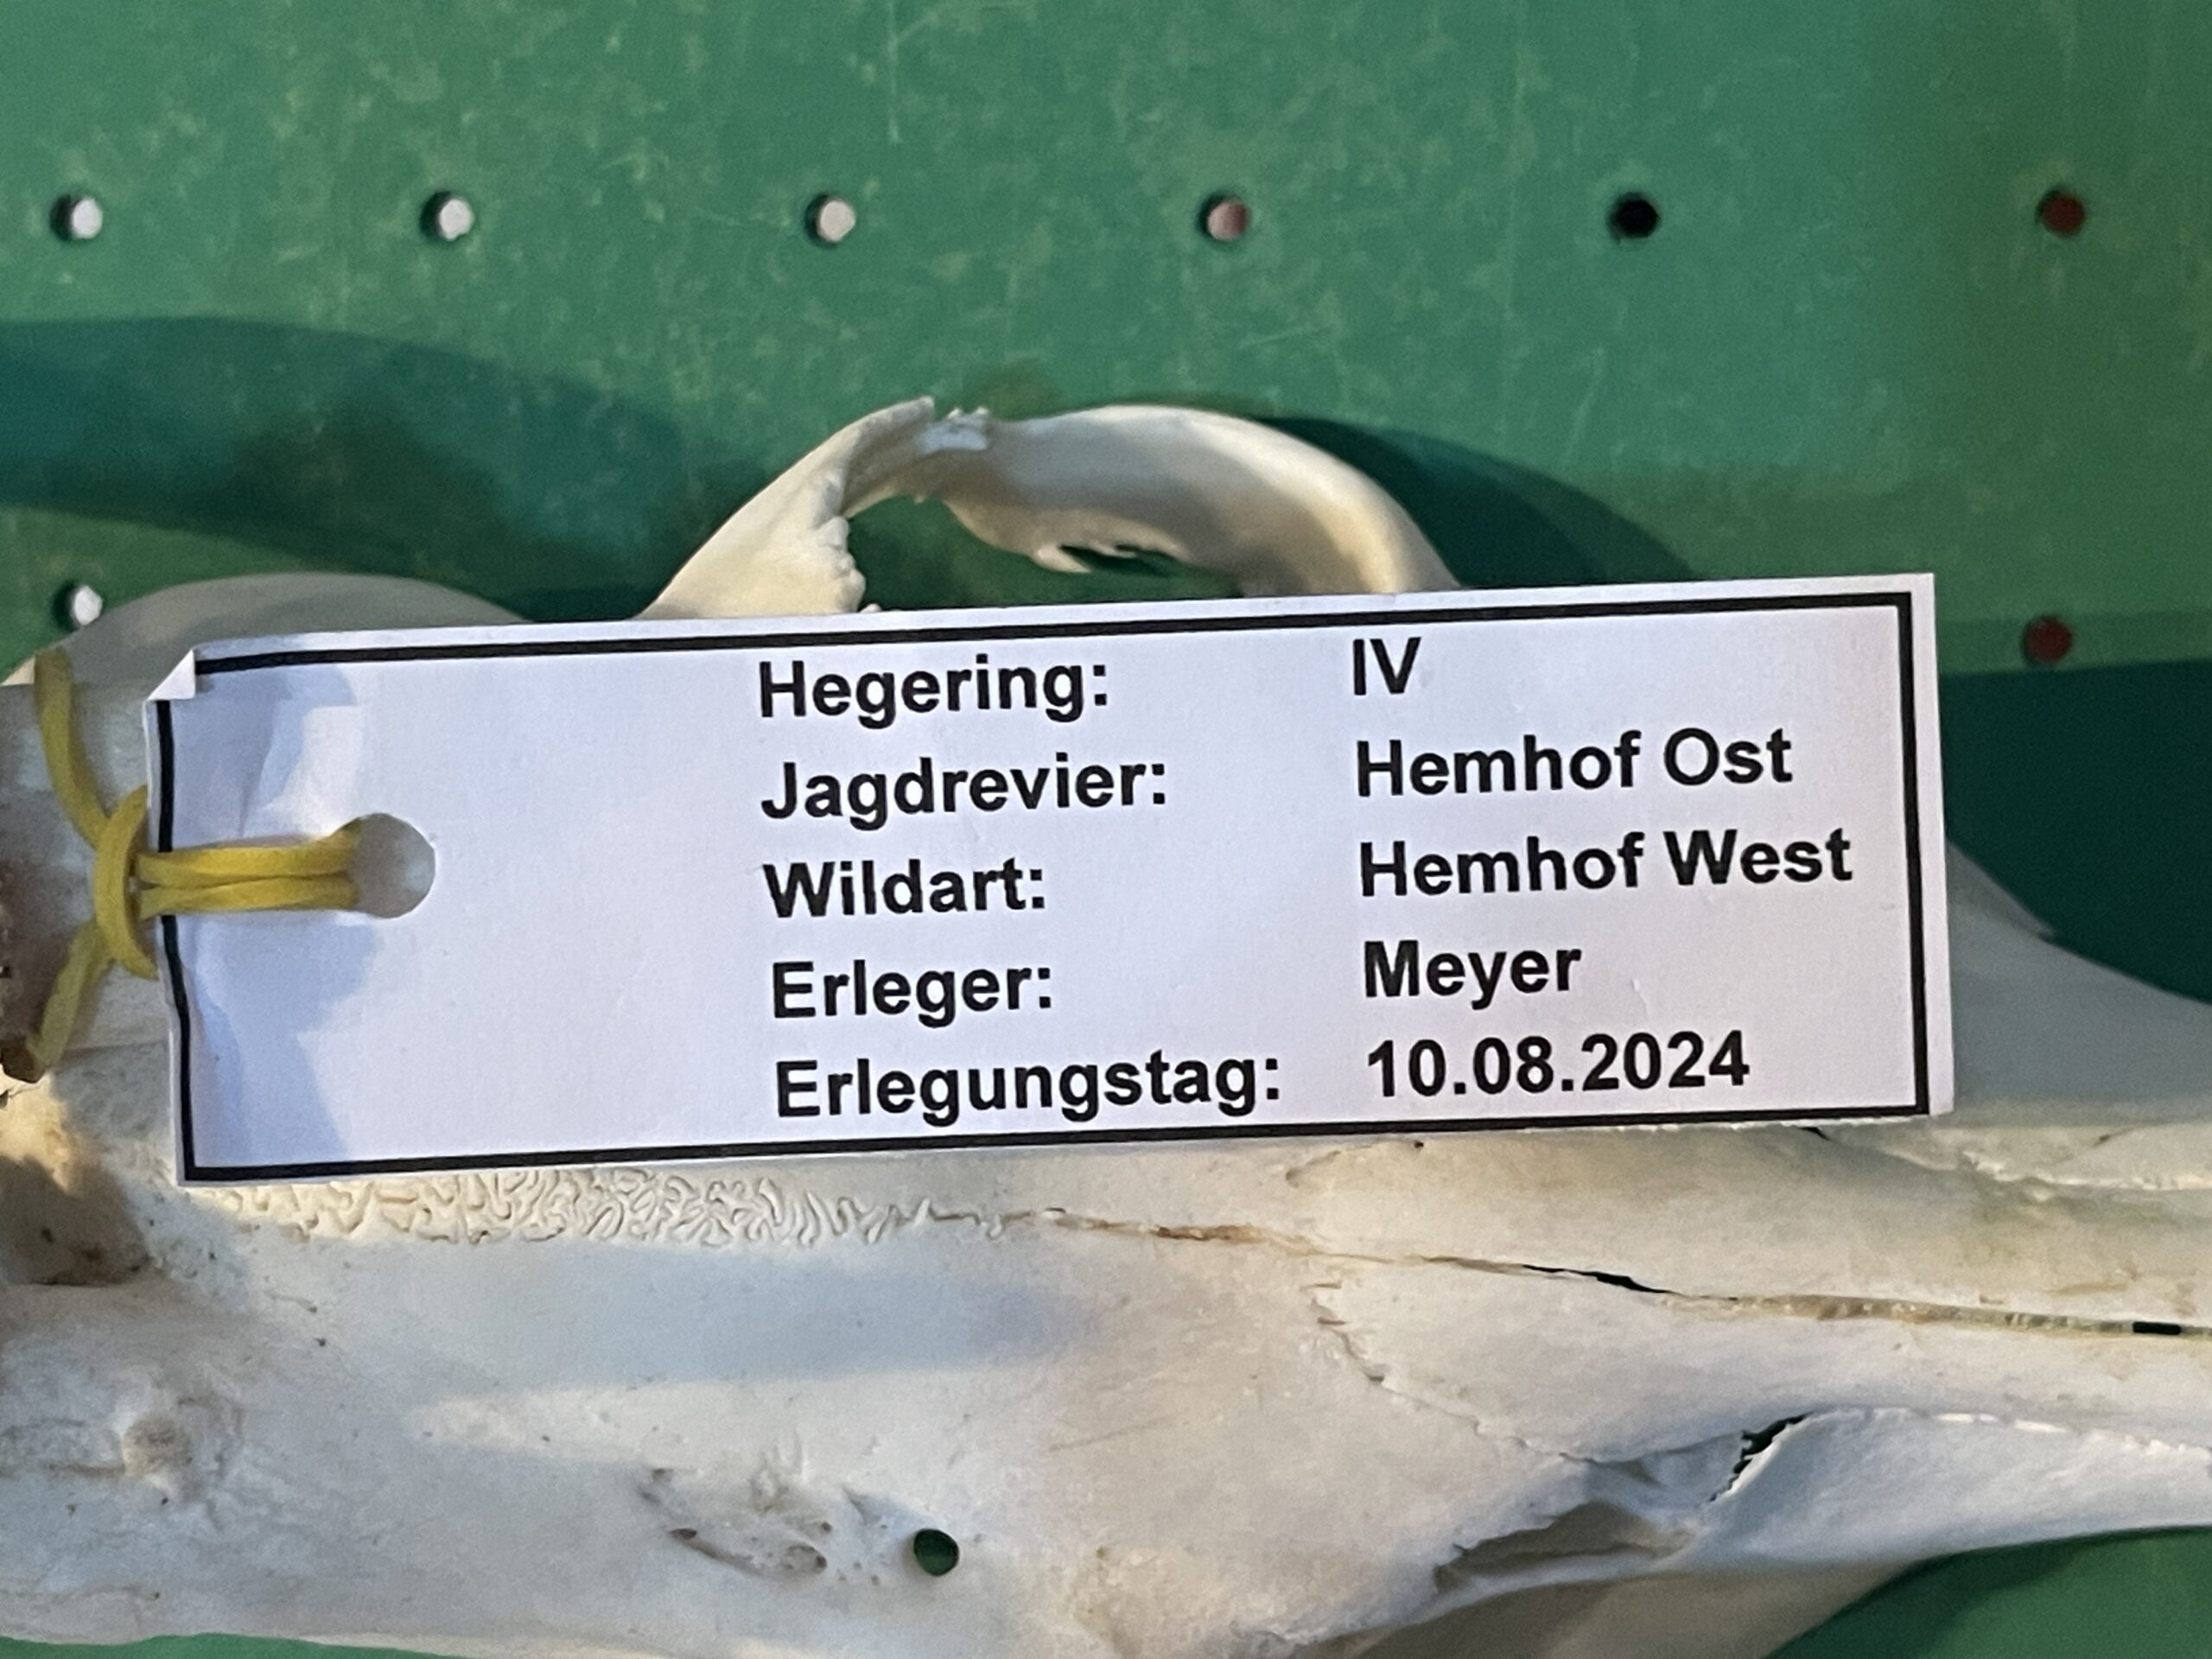 Hegering: IV
Jagdrevier: Hemhof Ost
Wildart: Hemhof West
Erleger: Meyer
Erlegungstag: 10.08.2024